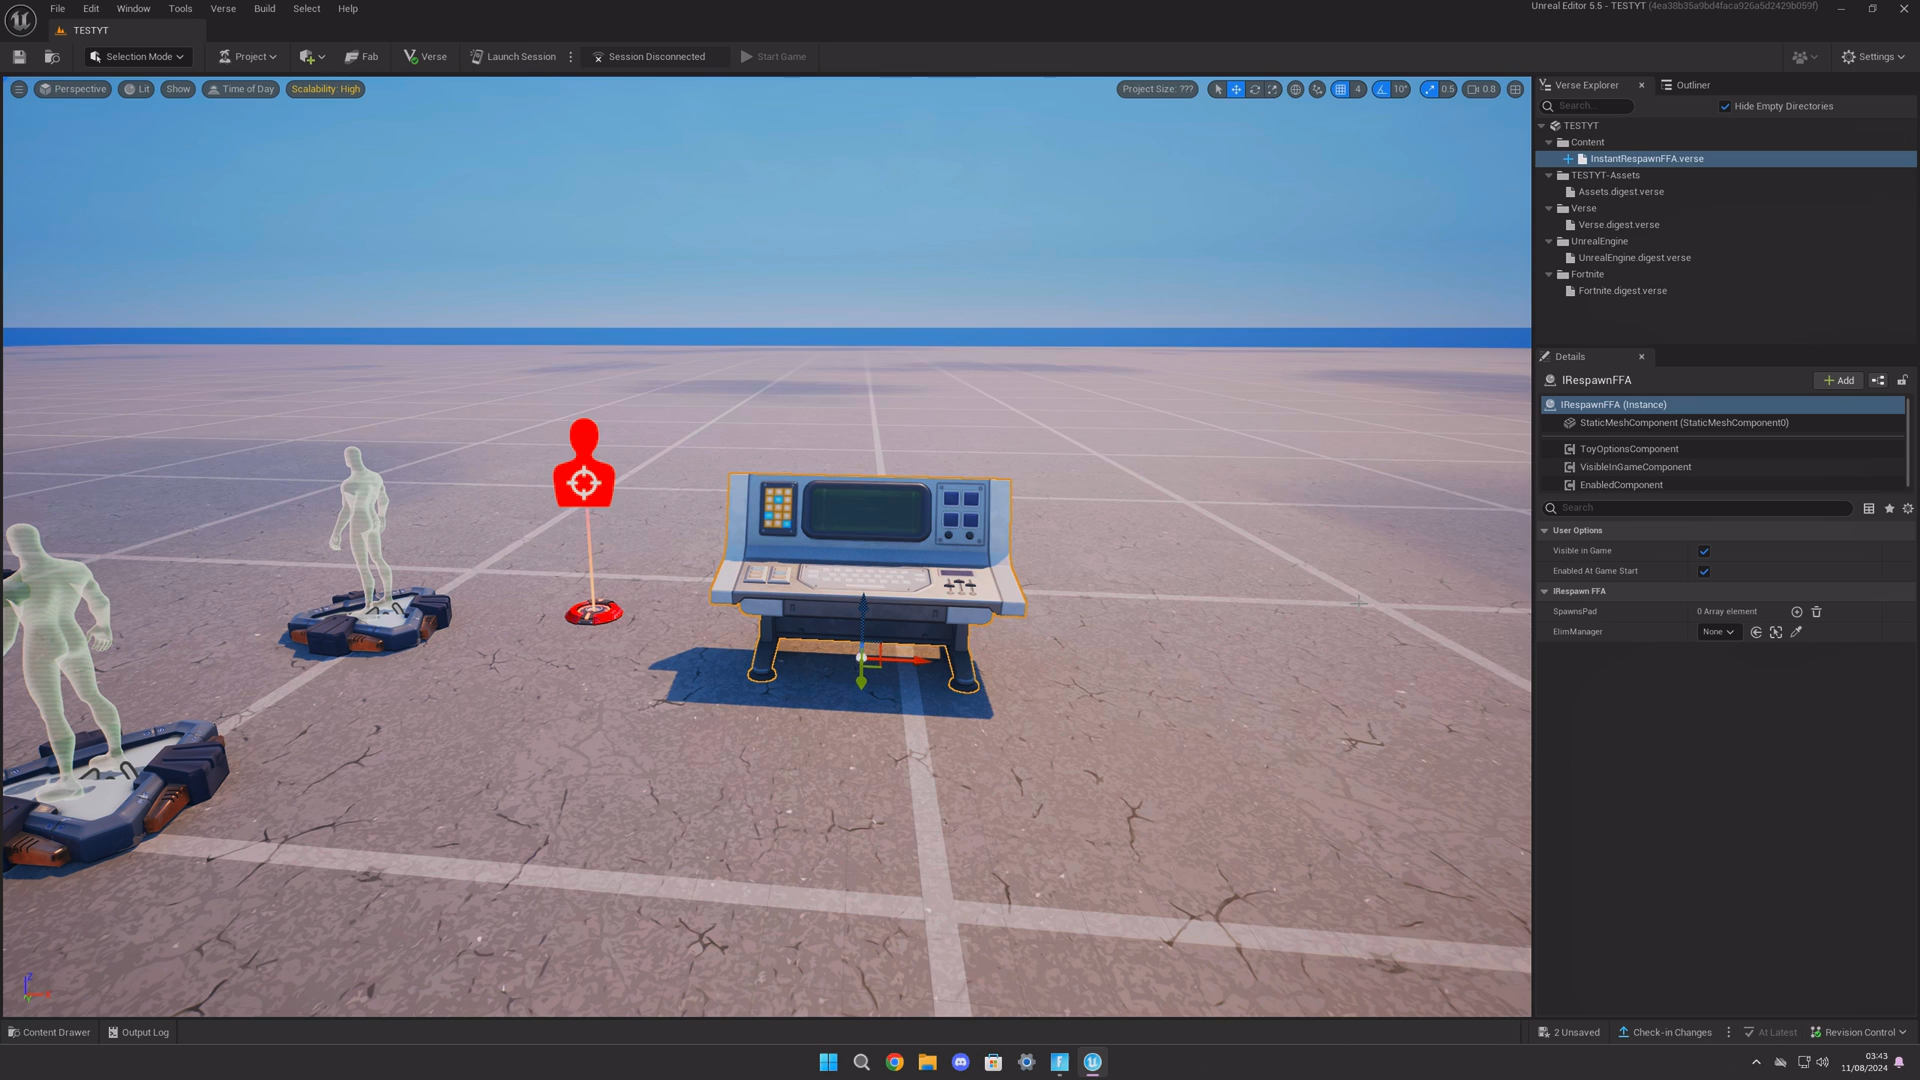 File Edit Window Tools Verse Build Select Help
Unreal Editor 5.5 - TESTYT (4ea38b35a9bd4faca926a5d2429b059f)
TESTYT
Selection Mode Project Fab Verse Launch Session Session Disconnected Start Game Settings
Perspective Lit Show Time of Day Scalability: High Project Size: ??? 4 10° 0.5 0.8
Verse Explorer Outliner
Search... Hide Empty Directories
TESTYT
Content
InstantRespawnFFA.verse
TESTYT-Assets
Assets.digest.verse
Verse
Verse.digest.verse
UnrealEngine
UnrealEngine.digest.verse
Fortnite
Fortnite.digest.verse
Details
IRespawnFFA Add
IRespawnFFA (Instance)
StaticMeshComponent (StaticMeshComponent0)
ToyOptionsComponent
VisibleInGameComponent
EnabledComponent
Search
User Options
Visible in Game
Enabled At Game Start
IRespawn FFA
SpawnsPad 0 Array element
ElimManager None
Z
Content Drawer Output Log 2 Unsaved Check-in Changes At Latest Revision Control
03:43
11/08/2024